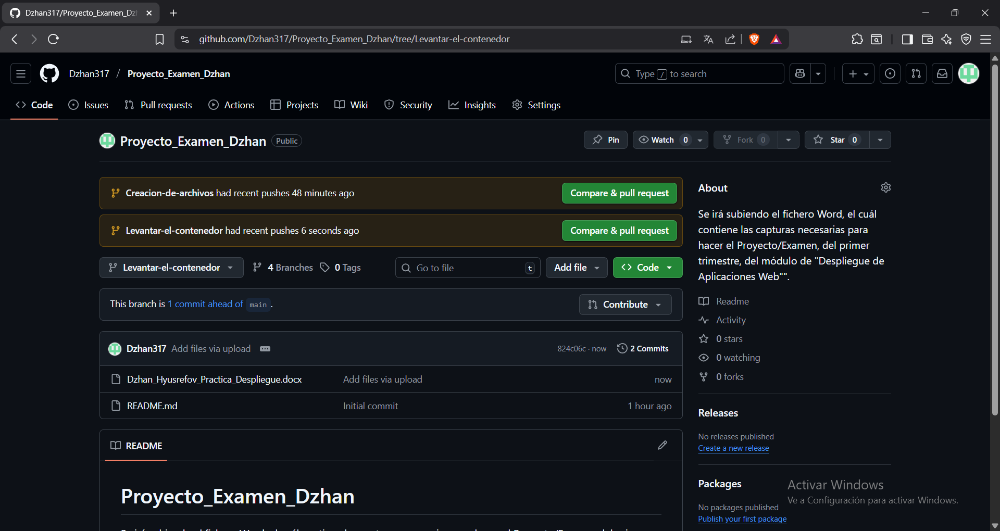 Dzhan317/Proyecto_Examen_Dz
github.com/Dzhan317/Proyecto_Examen_Dzhan/tree/Levantar-el-contenedor
Dzhan317 / Proyecto_Examen_Dzhan
Type / to search
Code
Issues
Pull requests
Actions
Projects
Wiki
Security
Insights
Settings
Proyecto_Examen_Dzhan Public
Pin
Watch 0
Fork 0
Star 0
Creacion-de-archivos had recent pushes 48 minutes ago
Compare & pull request
Levantar-el-contenedor had recent pushes 6 seconds ago
Compare & pull request
Levantar-el-contenedor
4 Branches
0 Tags
Go to file t
Add file
<> Code
This branch is 1 commit ahead of main .
Contribute
Dzhan317 Add files via upload
824c06c · now
2 Commits
Dzhan_Hyusrefov_Practica_Despliegue.docx
Add files via upload
now
README.md
Initial commit
1 hour ago
README
Proyecto_Examen_Dzhan
About
Se irá subiendo el fichero Word, el cuál
contiene las capturas necesarias para
hacer el Proyecto/Examen, del primer
trimestre, del módulo de "Despliegue de
Aplicaciones Web"".
Readme
Activity
0 stars
0 watching
0 forks
Releases
No releases published
Create a new release
Packages
No packages published
Publish your first package
Activar Windows
Ve a Configuración para activar Windows.